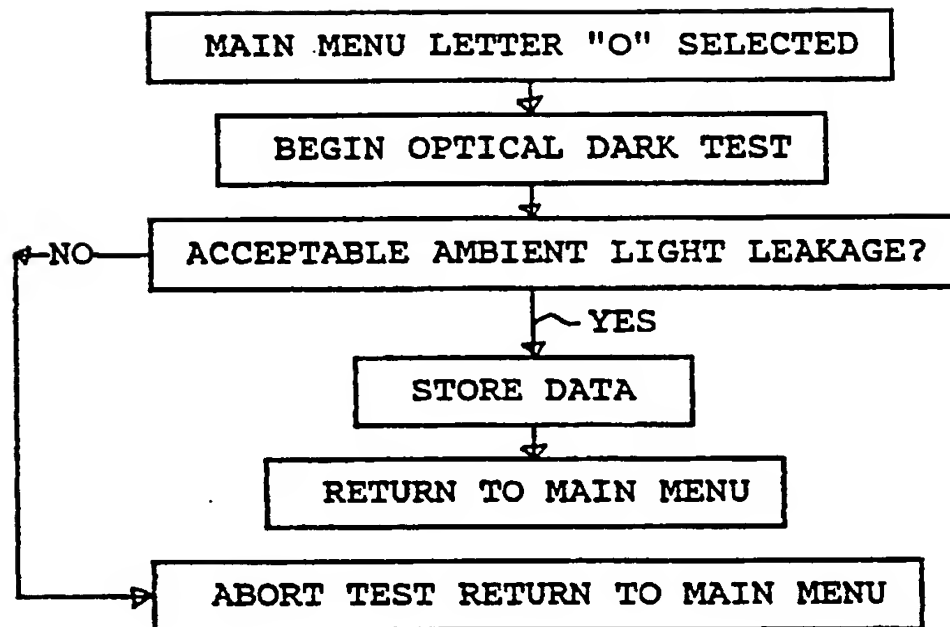 MAIN MENU LETTER "O" SELECTED
BEGIN OPTICAL DARK TEST
ACCEPTABLE AMBIENT LIGHT LEAKAGE?
NO
YES
STORE DATA
RETURN TO MAIN MENU
ABORT TEST RETURN TO MAIN MENU